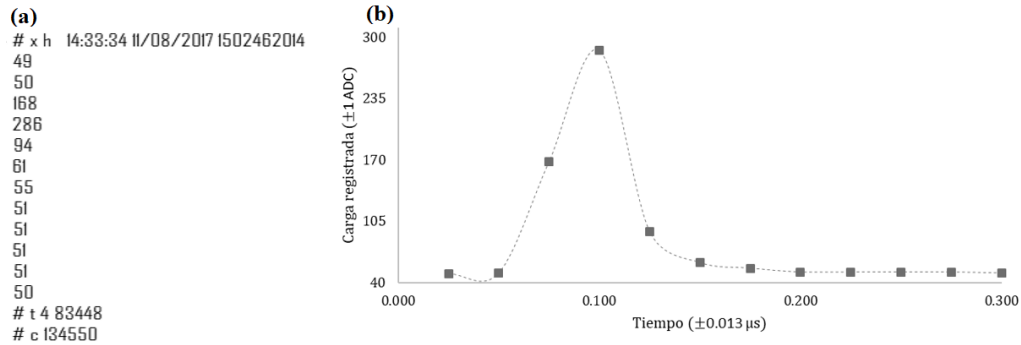 (a)
# x h 14:33:34 11/08/2017 1502462014
49
50
168
286
94
61
55
51
51
51
51
50
# t 4 83448
# c 134550
(b)
300
235
170
105
40
Carga registrada (±1 ADC)
0.000 0.100 0.200 0.300
Tiempo (±0.013 μs)